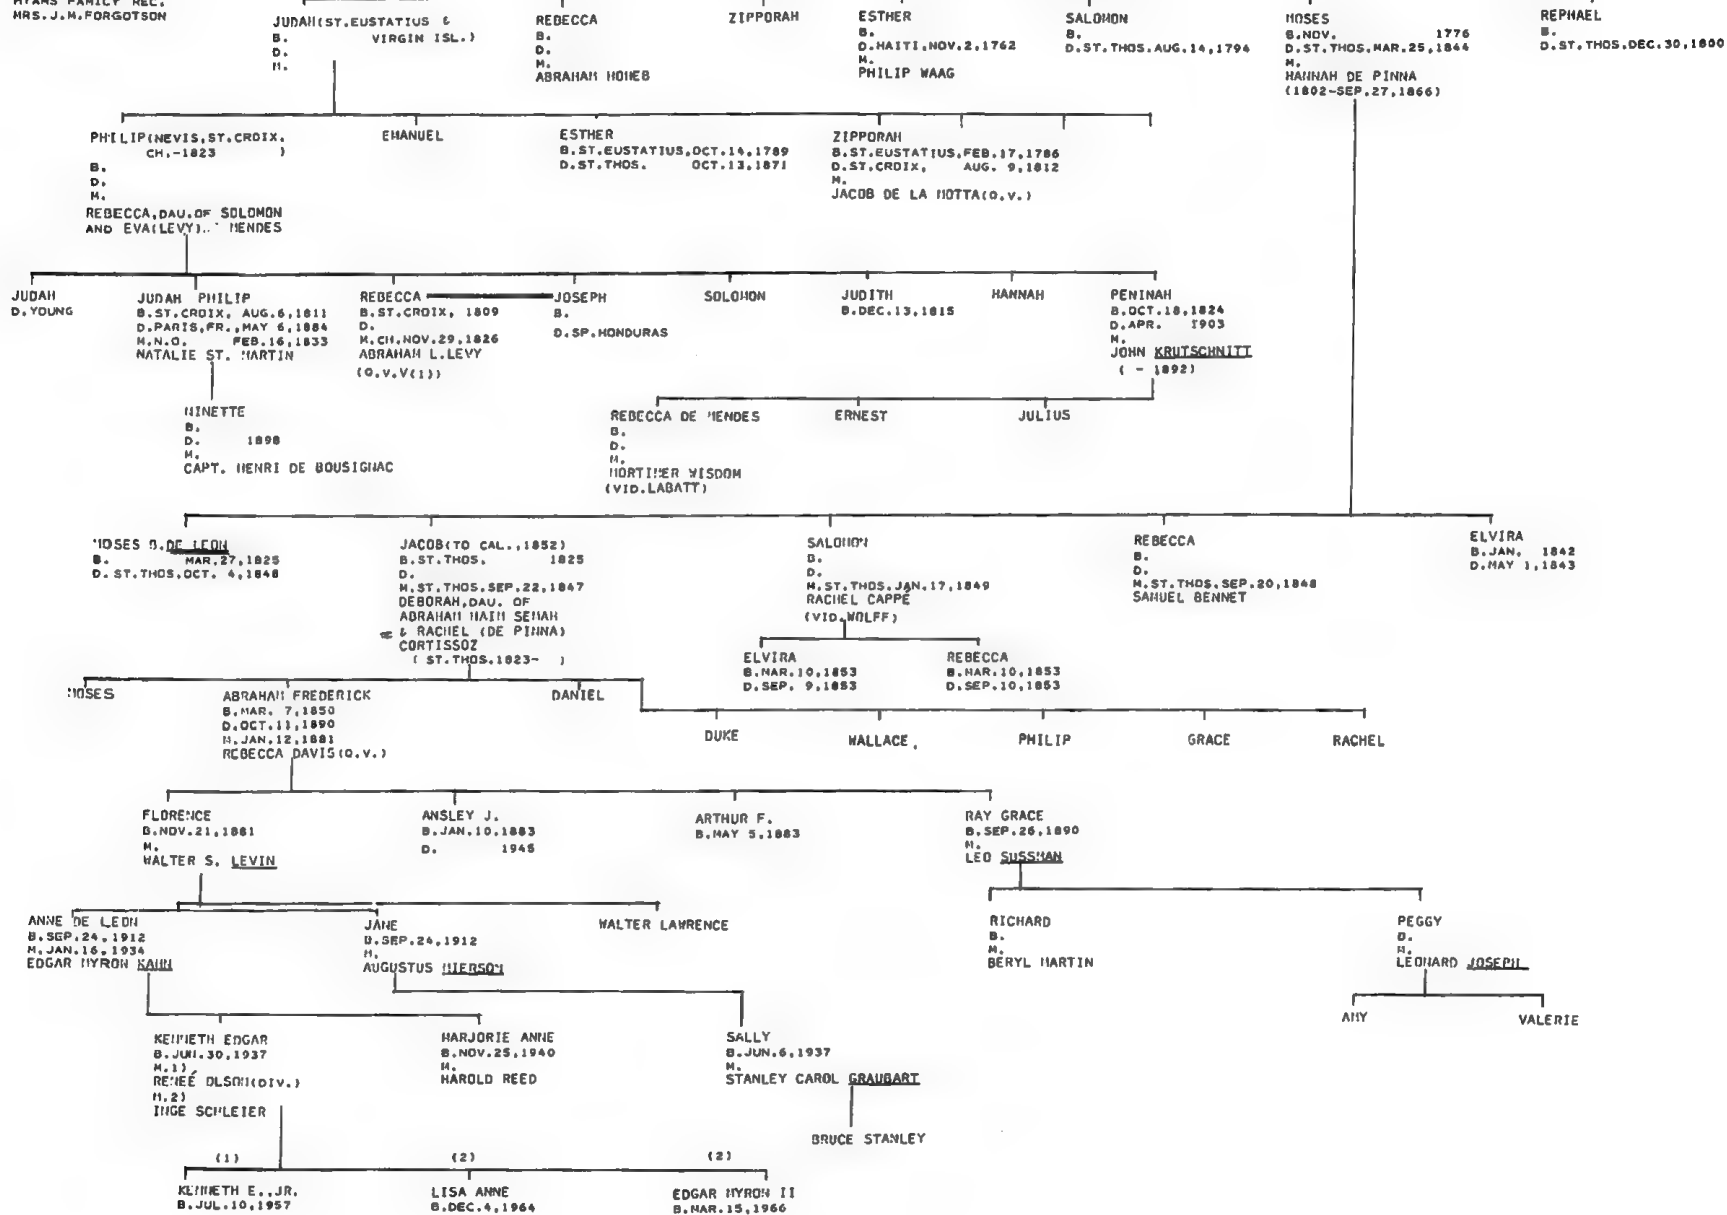 HYAMS FAMILY REC.
MRS.J.M.FORGOTSON
JUDAH(ST.EUSTATIUS &
B. VIRGIN ISL.)
D.
M.
REBECCA
B.
D.
M.
ABRAHAM HOHEB
ZIPPORAH
ESTHER
B.
D.HAITI,NOV.2,1762
M.
PHILIP WAAG
SALOMON
B.
D.ST.THOS.AUG.14,1794
MOSES
B.NOV. 1776
D.ST.THOS.MAR.25,1844
M.
HANNAH DE PINNA
(1802-SEP.27,1866)
REPHAEL
B.
D.ST.THOS.DEC.30,1800
PHILIP(NEVIS,ST.CROIX,
CH.-1823 )
B.
D.
M.
REBECCA,DAU.OF SOLOMON
AND EVA(LEVY) MENDES
EMANUEL
ESTHER
B.ST.EUSTATIUS,OCT.14,1789
D.ST.THOS. OCT.13,1871
ZIPPORAH
B.ST.EUSTATIUS,FEB.17,1786
D.ST.CROIX, AUG. 9,1812
M.
JACOB DE LA MOTTA(Q.V.)
JUDAH
D.YOUNG
JUDAH PHILIP
B.ST.CROIX, AUG.6,1811
D.PARIS,FR.,MAY 6,1884
M.N.O. FEB.16,1833
NATALIE ST. MARTIN
REBECCA
B.ST.CROIX, 1809
D.
M.CH.NOV.29,1826
ABRAHAM L.LEVY
(Q.V.V(1))
JOSEPH
B.
D.SP.HONDURAS
SOLOMON
JUDITH
B.DEC.13,1815
HANNAH
PENINAH
B.OCT.18,1824
D.APR. 1903
M.
JOHN KRUTSCHNITT
( - 1892)
NINETTE
B.
D. 1898
M.
CAPT. HENRI DE BOUSIGNAC
REBECCA DE MENDES
B.
D.
M.
MORTIMER WISDOM
(VID.LABATT)
ERNEST
JULIUS
MOSES B.DE LEON
B. MAR.27,1825
D. ST.THOS.OCT. 4,1848
JACOB(TO CAL.,1852)
B.ST.THOS. 1825
D.
M.ST.THOS.SEP.22,1847
DEBORAH,DAU. OF
ABRAHAM HAIM SEMAH
& RACHEL (DE PINNA)
CORTISSOZ
( ST.THOS.1823- )
SALOMON
B.
D.
M.ST.THOS.JAN.17,1849
RACHEL CAPPÉ
(VID.WOLFF)
REBECCA
B.
D.
M.ST.THOS.SEP.20,1848
SAMUEL BENNET
ELVIRA
B.JAN. 1842
D.MAY 1,1843
ELVIRA
B.MAR.10,1853
D.SEP. 9,1853
REBECCA
B.MAR.10,1853
D.SEP.10,1853
MOSES
ABRAHAM FREDERICK
B.MAR. 7,1850
D.OCT.11,1890
M.JAN.12,1881
REBECCA DAVIS(Q.V.)
DANIEL
DUKE
WALLACE.
PHILIP
GRACE
RACHEL
FLORENCE
B.NOV.21,1881
M.
WALTER S. LEVIN
ANSLEY J.
B.JAN.10,1883
D. 1945
ARTHUR F.
B.MAY 5,1883
RAY GRACE
B.SEP.26,1890
M.
LEO SUSSMAN
ANNE DE LEON
B.SEP.24,1912
M.JAN.16,1934
EDGAR MYRON KAHN
JANE
B.SEP.24,1912
M.
AUGUSTUS HIERSOM
WALTER LAWRENCE
RICHARD
B.
M.
BERYL MARTIN
PEGGY
B.
M.
LEONARD JOSEPH
AMY
VALERIE
KENNETH EDGAR
B.JUN.30,1937
M.1)
RENEÉ OLSON(DIV.)
M.2)
INGE SCHLEIER
MARJORIE ANNE
B.NOV.25,1940
M.
HAROLD REED
SALLY
B.JUN.6,1937
M.
STANLEY CAROL GRAUBART
BRUCE STANLEY
(1)
(2)
(2)
KENNETH E.,JR.
B.JUL.10,1957
LISA ANNE
B.DEC.4,1964
EDGAR MYRON II
B.MAR.15,1966